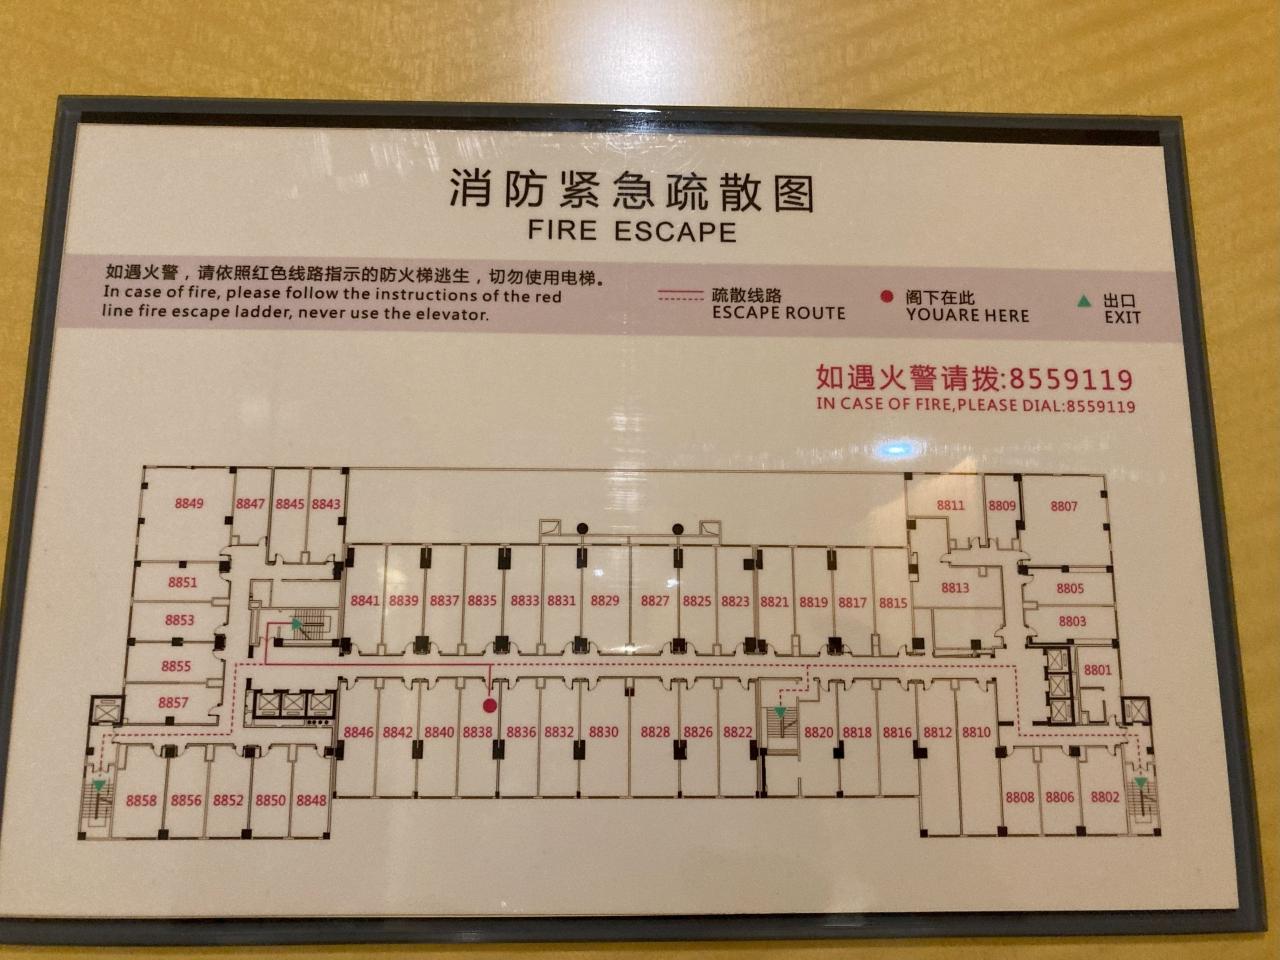 消防紧急疏散图
FIRE ESCAPE
如遇火警，请依照红色线路指示的防火梯逃生，切勿使用电梯。
In case of fire, please follow the instructions of the red
line fire escape ladder, never use the elevator.
疏散线路
ESCAPE ROUTE
阁下在此
YOUARE HERE
出口
EXIT
如遇火警请拨:8559119
IN CASE OF FIRE,PLEASE DIAL:8559119
8849 8847 8845 8843 8811 8809 8807
8851 8853 8855 8857
8841 8839 8837 8835 8833 8831 8829 8827 8825 8823 8821 8819 8817 8815
8813 8805 8803 8801
8846 8842 8840 8838 8836 8832 8830 8828 8826 8822 8820 8818 8816 8812 8810
8858 8856 8852 8850 8848 8808 8806 8802